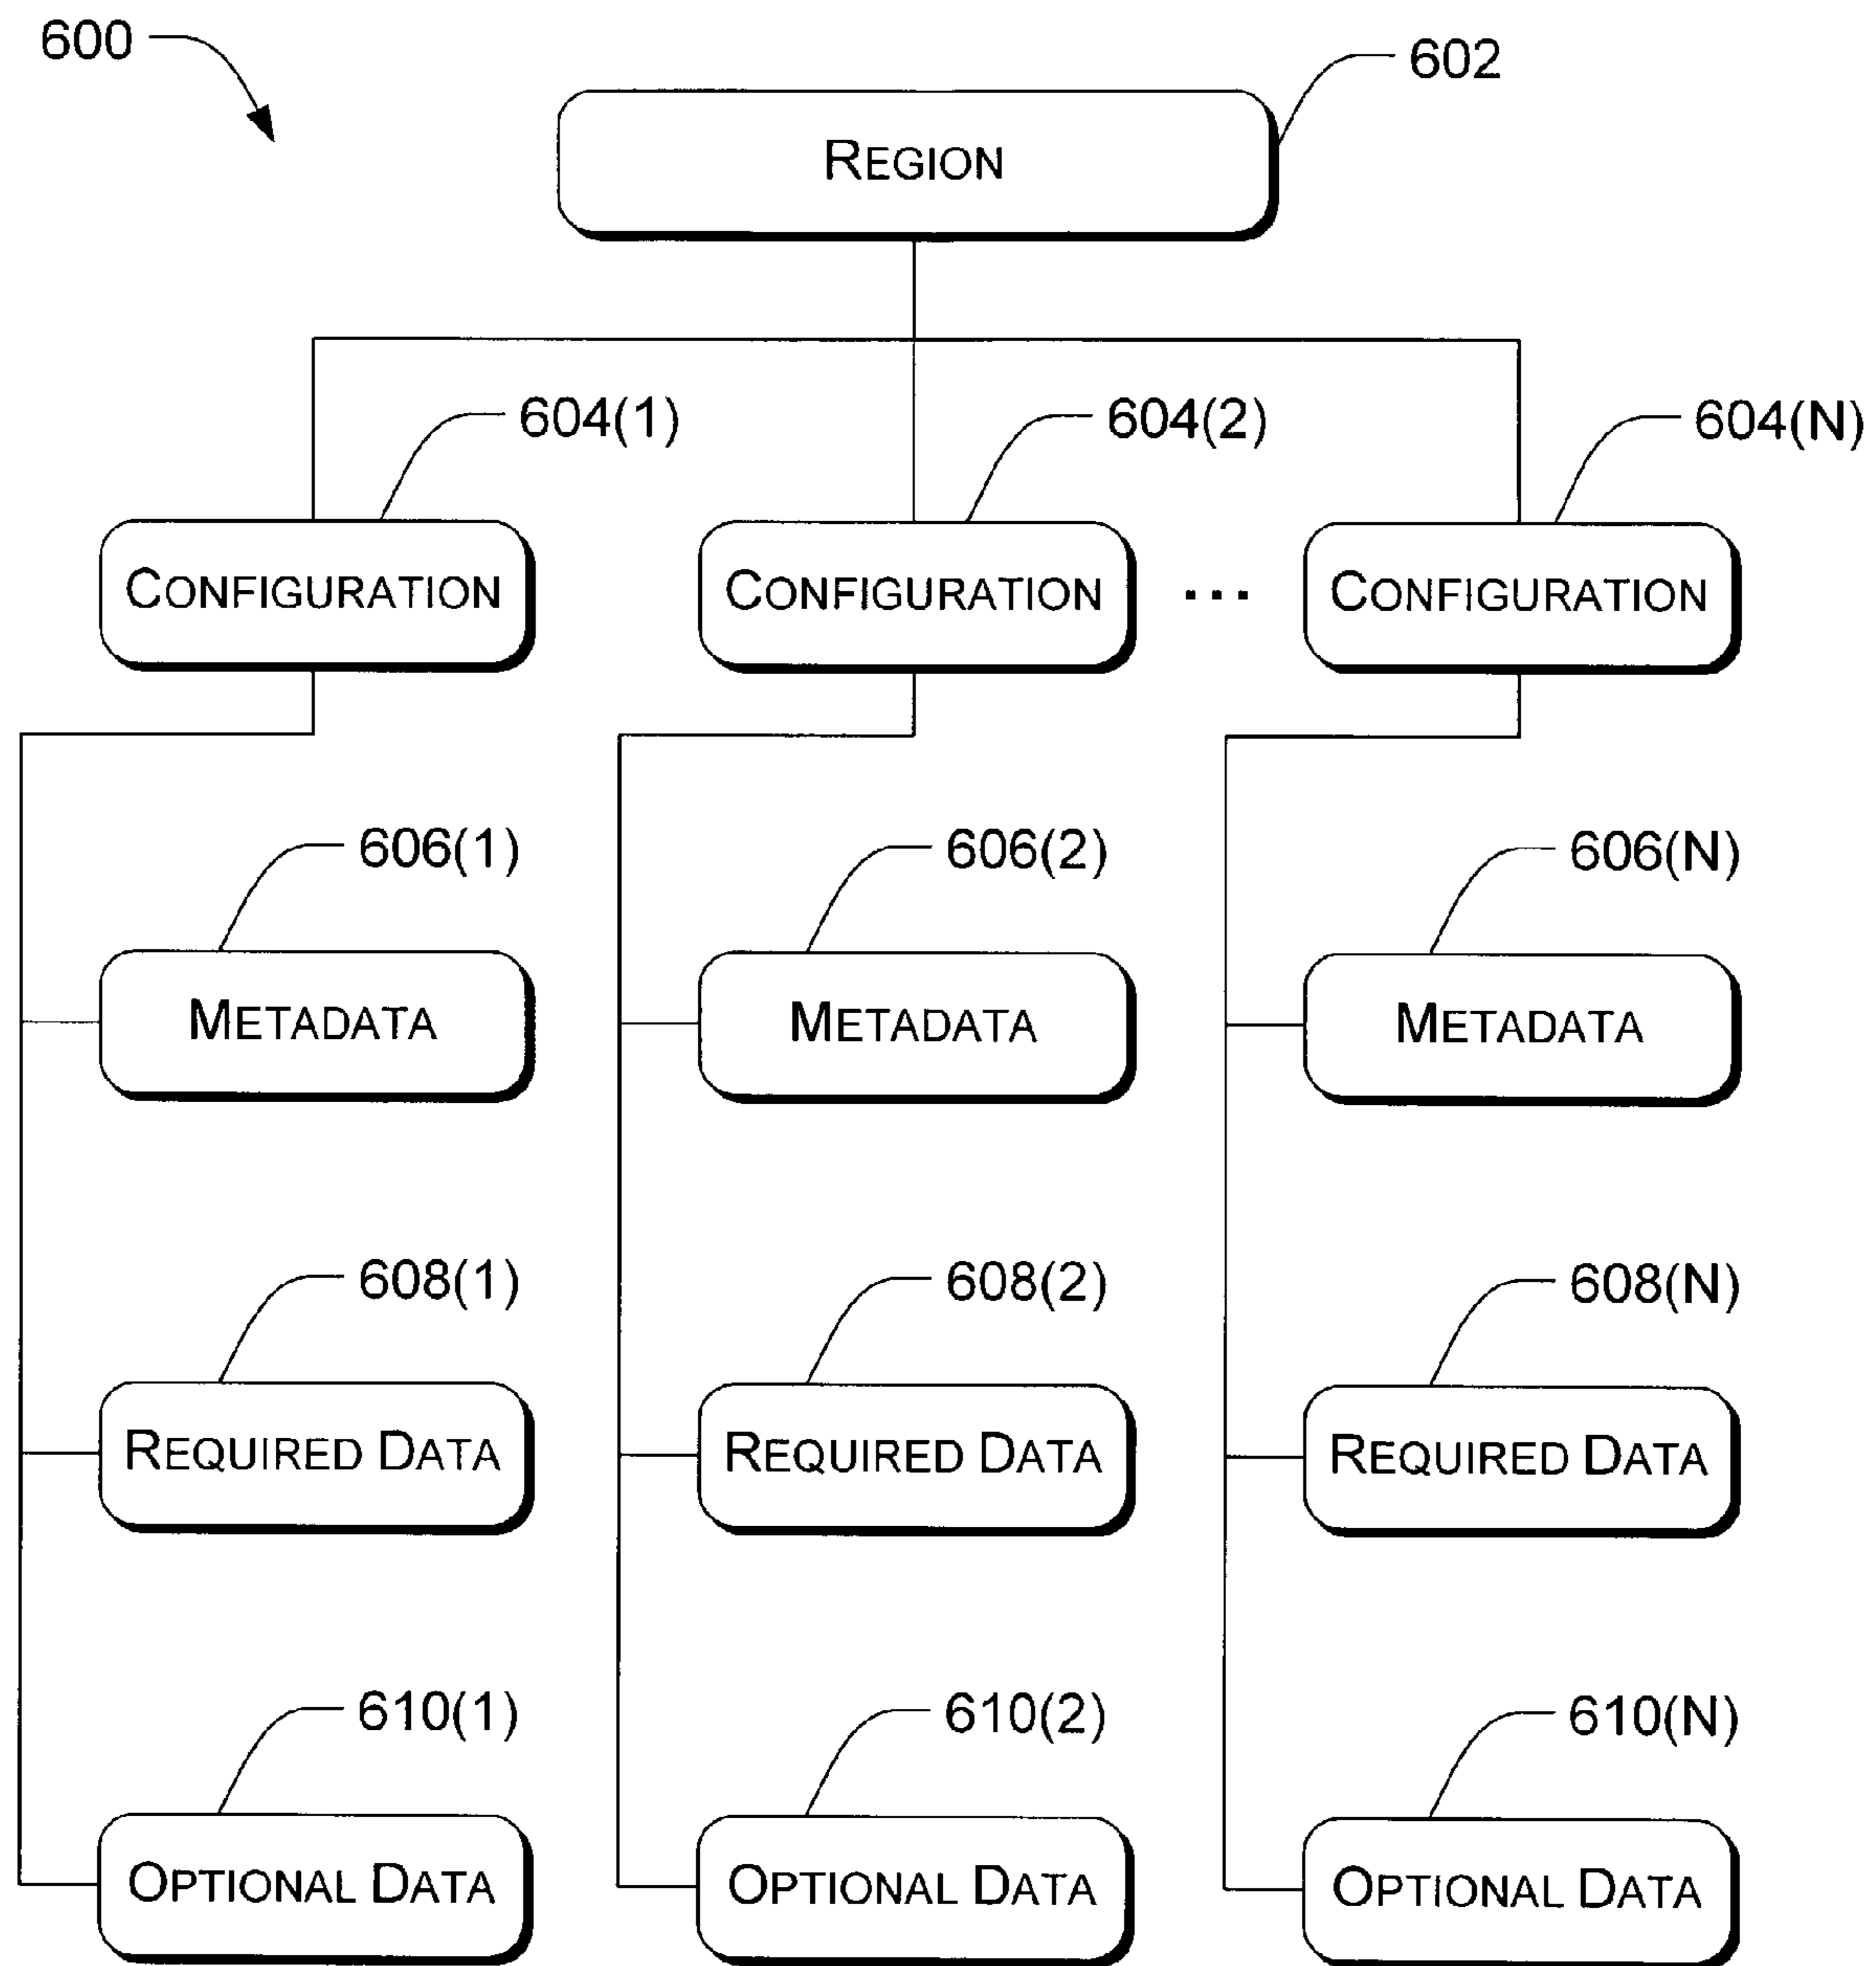 600
602
REGION
604(1)
604(2)
604(N)
CONFIGURATION
CONFIGURATION
...
CONFIGURATION
606(1)
606(2)
606(N)
METADATA
METADATA
METADATA
608(1)
608(2)
608(N)
REQUIRED DATA
REQUIRED DATA
REQUIRED DATA
610(1)
610(2)
610(N)
OPTIONAL DATA
OPTIONAL DATA
OPTIONAL DATA